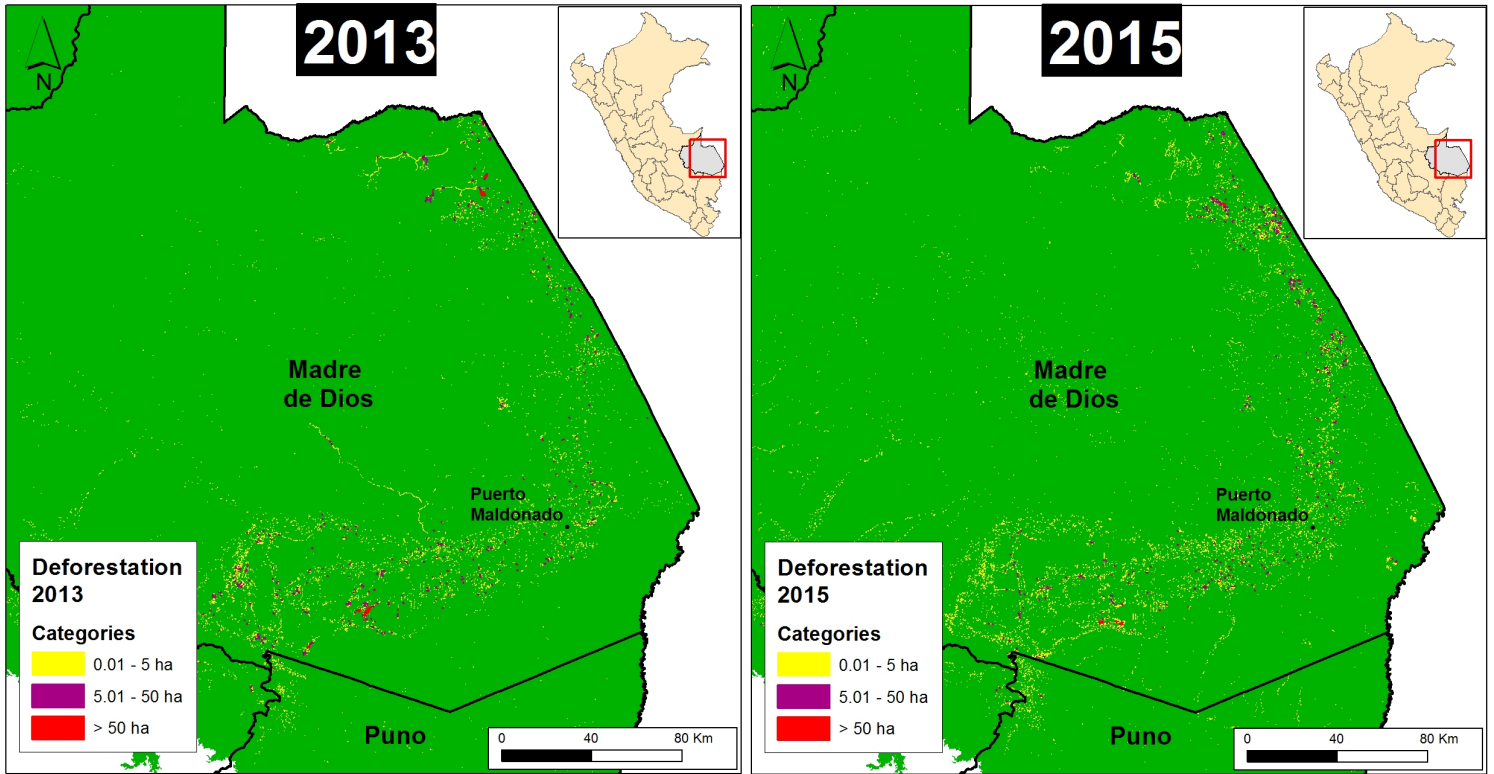 2013
N
Madre
de Dios
Puerto
Maldonado
Deforestation
2013
Categories
0.01 - 5 ha
5.01 - 50 ha
> 50 ha
Puno
0 40 80 Km
2015
N
Madre
de Dios
Puerto
Maldonado
Deforestation
2015
Categories
0.01 - 5 ha
5.01 - 50 ha
> 50 ha
Puno
0 40 80 Km